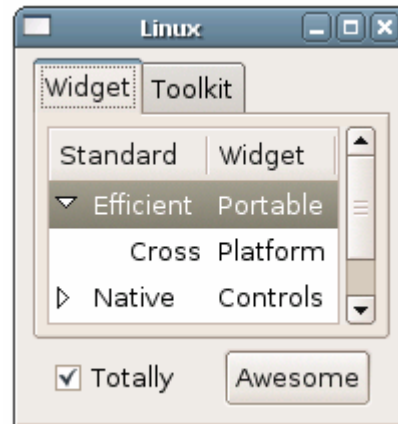 Linux
Widget Toolkit
Standard Widget
Efficient Portable
Cross Platform
Native Controls
Totally Awesome